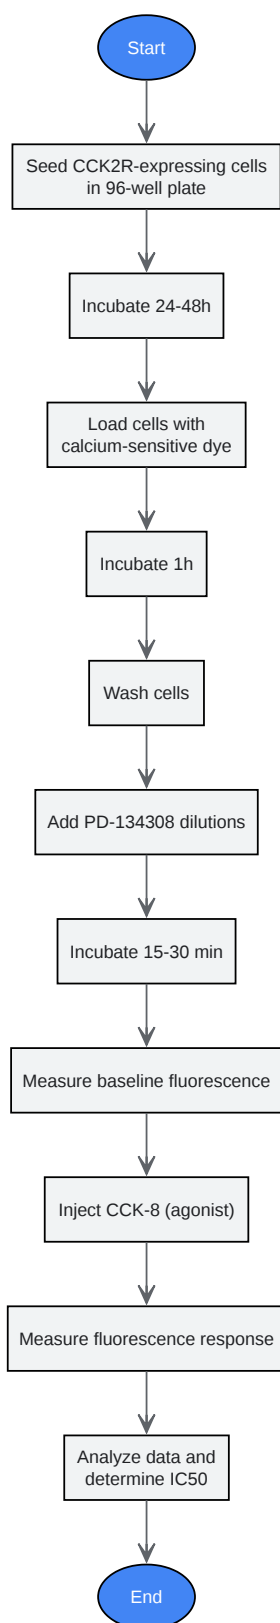 Start
Seed CCK2R-expressing cells
in 96-well plate
Incubate 24-48h
Load cells with
calcium-sensitive dye
Incubate 1h
Wash cells
Add PD-134308 dilutions
Incubate 15-30 min
Measure baseline fluorescence
Inject CCK-8 (agonist)
Measure fluorescence response
Analyze data and
determine IC50
End